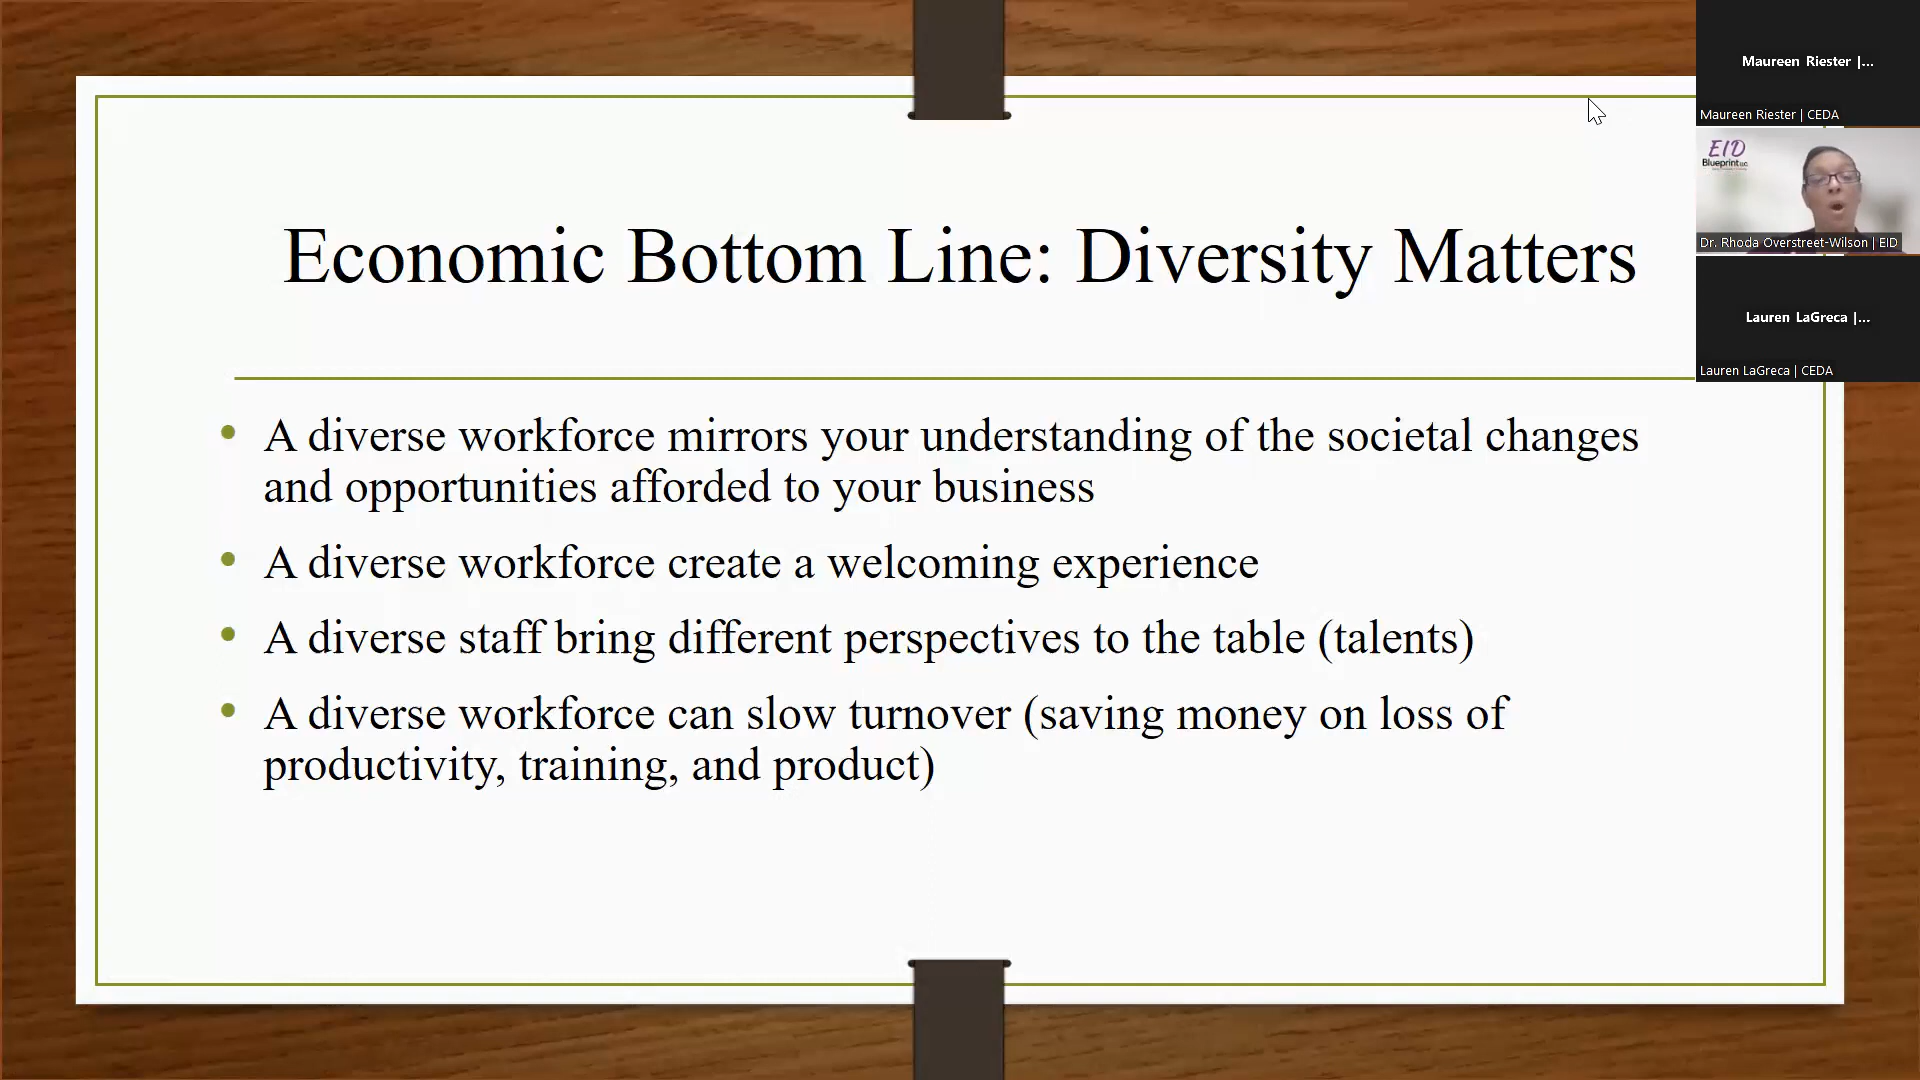 Economic Bottom Line: Diversity Matters
• A diverse workforce mirrors your understanding of the societal changes
and opportunities afforded to your business
• A diverse workforce create a welcoming experience
• A diverse staff bring different perspectives to the table (talents)
• A diverse workforce can slow turnover (saving money on loss of
productivity, training, and product)
Maureen Riester |...
Maureen Riester | CEDA
EID
Blueprint LLC
Dr. Rhoda Overstreet-Wilson | EID
Lauren LaGreca |...
Lauren LaGreca | CEDA